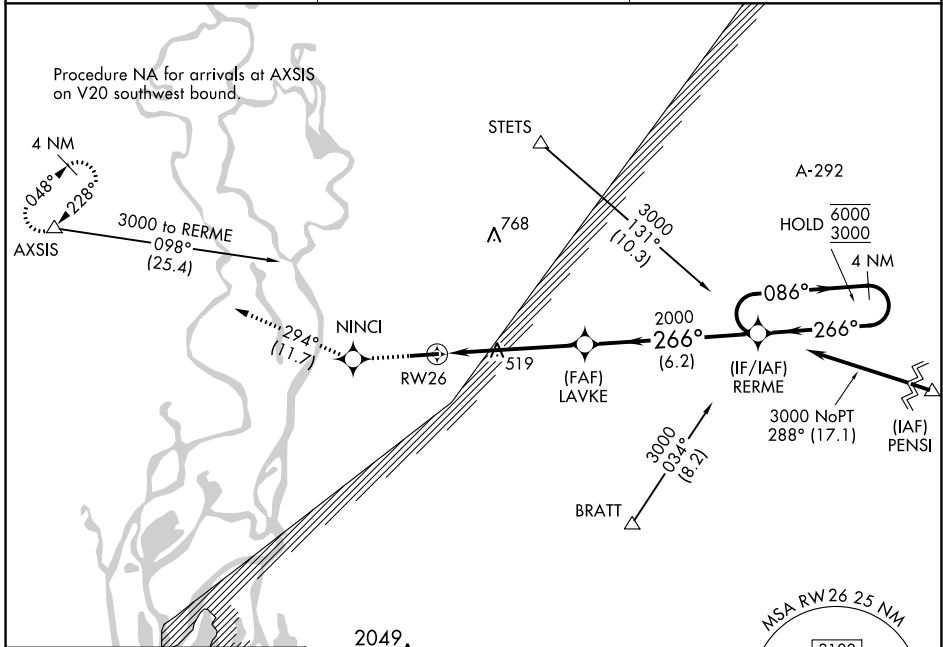 Procedure NA for arrivals at AXSIS
on V20 southwest bound.
4 NM
048°
228°
AXSIS
3000 to RERME
098°
(25.4)
STETS
3000
131°
(10.3)
768
A-292
HOLD
6000
3000
4 NM
086°
266°
294°
(11.7)
NINCI
RW26
519
2000
266°
(6.2)
(FAF)
LAVKE
(IF/IAF)
RERME
3000 NoPT
288° (17.1)
(IAF)
PENSI
3000
034°
(8.2)
BRATT
2049
MSA RW26 25 NM